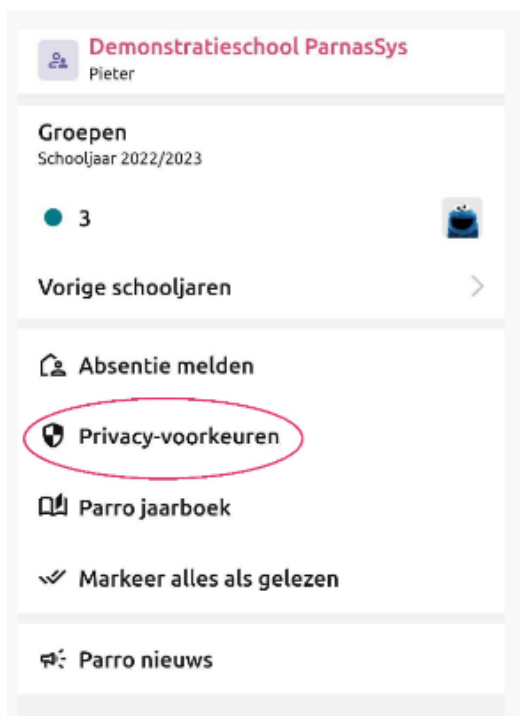 Demonstratieschool ParnasSys
Pieter
Groepen
Schooljaar 2022/2023
3
Vorige schooljaren
Absentie melden
Privacy-voorkeuren
Parro jaarboek
Markeer alles als gelezen
Parro nieuws